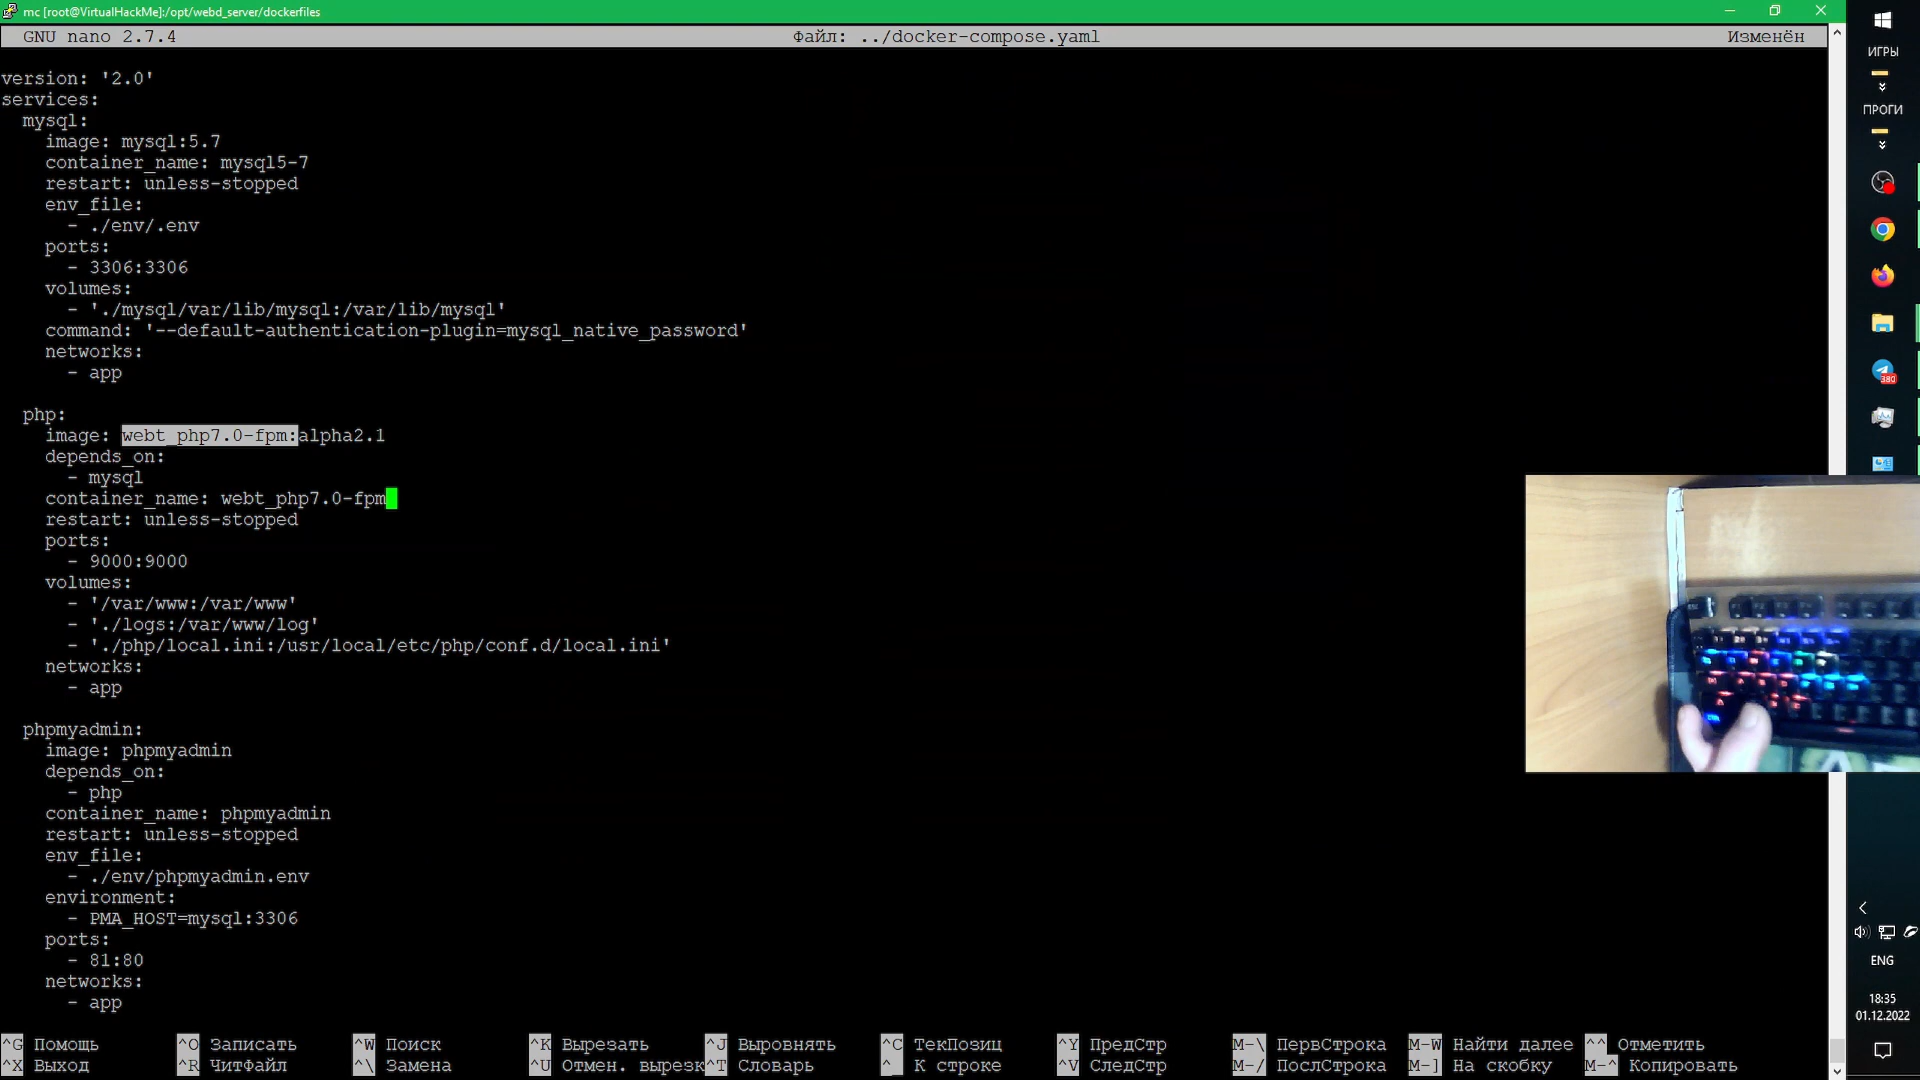 mc [root@VirtualHackMe]:/opt/webd_server/dockerfiles
GNU nano 2.7.4 Файл: ../docker-compose.yaml Изменён
version: '2.0'
services:
  mysql:
    image: mysql:5.7
    container_name: mysql5-7
    restart: unless-stopped
    env_file:
      - ./env/.env
    ports:
      - 3306:3306
    volumes:
      - './mysql/var/lib/mysql:/var/lib/mysql'
    command: '--default-authentication-plugin=mysql_native_password'
    networks:
      - app
  php:
    image: webt_php7.0-fpm:alpha2.1
    depends_on:
      - mysql
    container_name: webt_php7.0-fpm
    restart: unless-stopped
    ports:
      - 9000:9000
    volumes:
      - '/var/www:/var/www'
      - './logs:/var/www/log'
      - './php/local.ini:/usr/local/etc/php/conf.d/local.ini'
    networks:
      - app
  phpmyadmin:
    image: phpmyadmin
    depends_on:
      - php
    container_name: phpmyadmin
    restart: unless-stopped
    env_file:
      - ./env/phpmyadmin.env
    environment:
      - PMA_HOST=mysql:3306
    ports:
      - 81:80
    networks:
      - app
^G Помощь ^O Записать ^W Поиск ^K Вырезать ^J Выровнять ^C ТекПозиц ^Y ПредСтр M-\ ПервСтрока M-W Найти далее ^^ Отметить
^X Выход ^R ЧитФайл ^\ Замена ^U Отмен. вырезк ^T Словарь ^_ К строке ^V СледСтр M-/ ПослСтрока M-] На скобку M-^ Копировать
ИГРЫ
ПРОГИ
ENG
18:35
01.12.2022